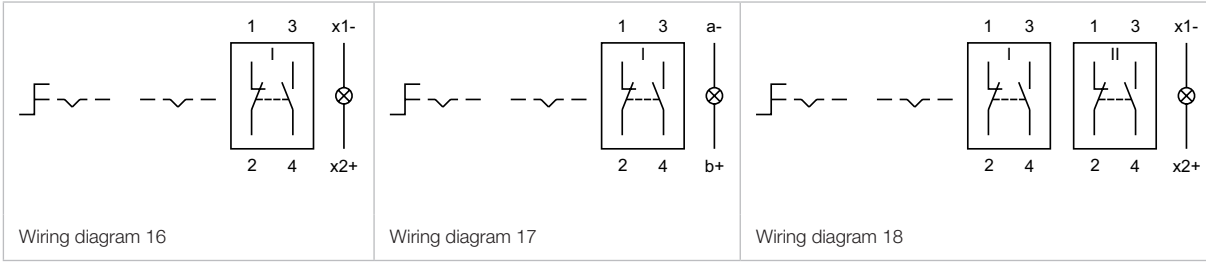 1 3 x1-
I
2 4 x2+
Wiring diagram 16
1 3 a-
I
2 4 b+
Wiring diagram 17
1 3 1 3 x1-
I II
2 4 2 4 x2+
Wiring diagram 18